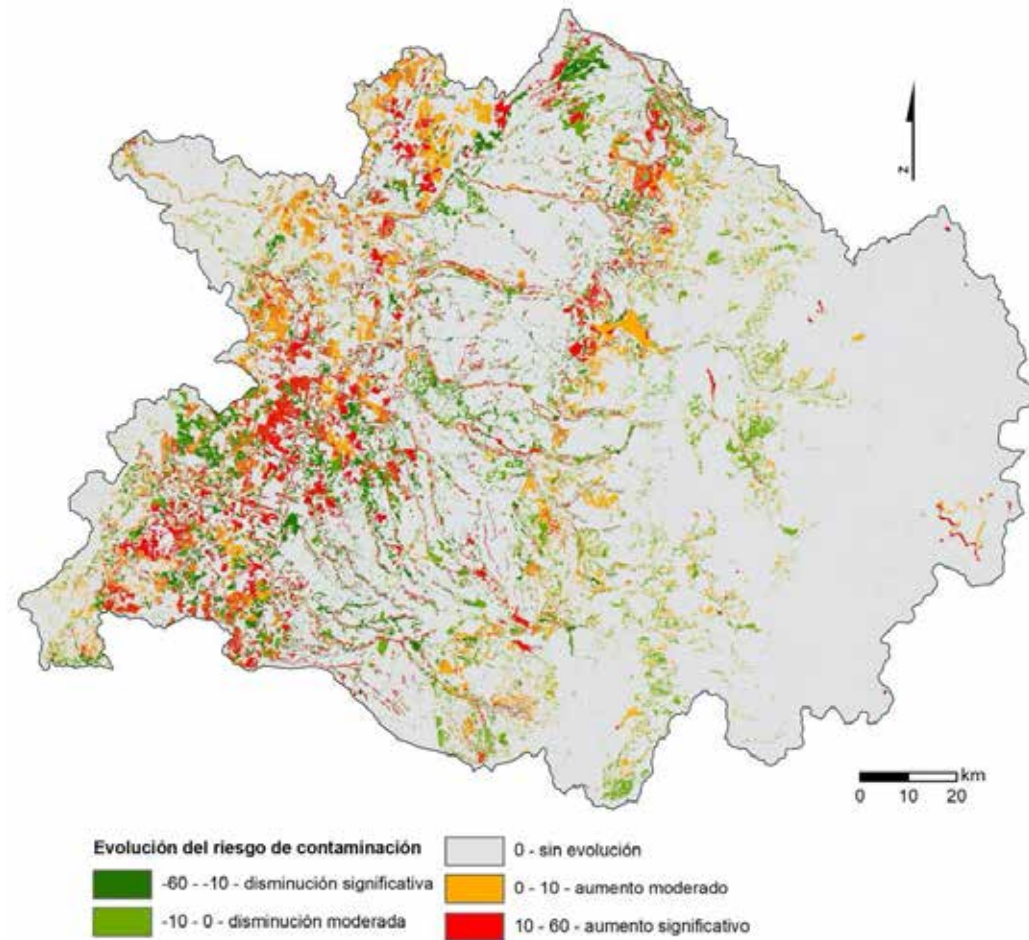 N
km
0 10 20
Evolución del riesgo de contaminación
-60 - -10 - disminución significativa
-10 - 0 - disminución moderada
0 - sin evolución
0 - 10 - aumento moderado
10 - 60 - aumento significativo